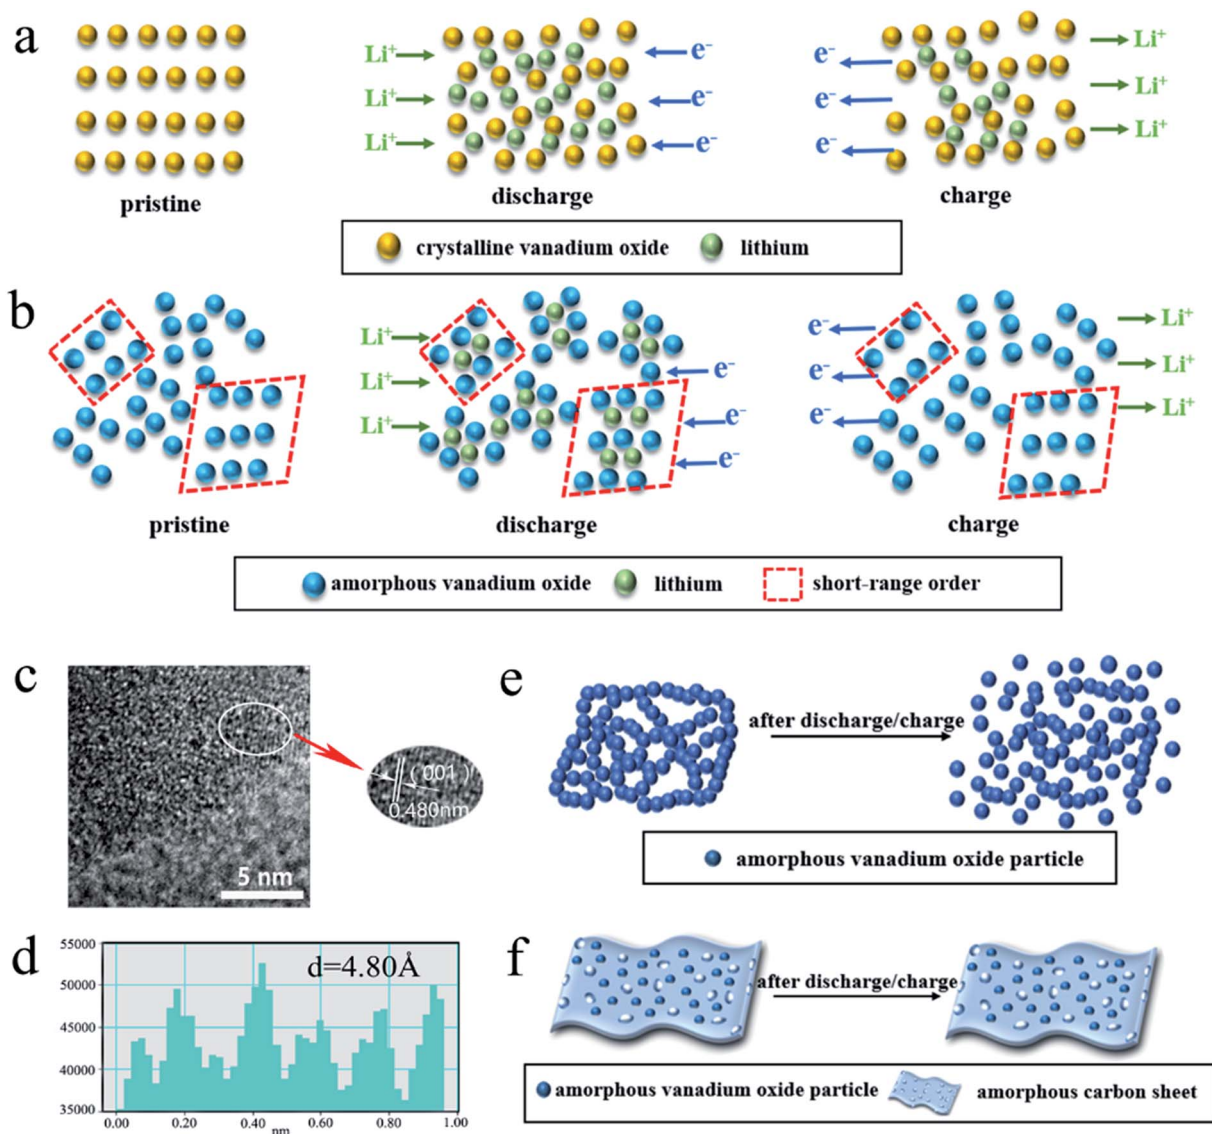 a
Li⁺
Li⁺
Li⁺
e⁻
e⁻
e⁻
e⁻
e⁻
e⁻
Li⁺
Li⁺
Li⁺
pristine
discharge
charge
crystalline vanadium oxide
lithium
b
Li⁺
Li⁺
Li⁺
e⁻
e⁻
e⁻
e⁻
e⁻
e⁻
Li⁺
Li⁺
Li⁺
pristine
discharge
charge
amorphous vanadium oxide
lithium
short-range order
c
(001)
0.480nm
5 nm
e
after discharge/charge
amorphous vanadium oxide particle
d
d=4.80Å
55000
50000
45000
40000
35000
0.00 0.20 0.40 0.60 0.80 1.00
nm
f
after discharge/charge
amorphous vanadium oxide particle
amorphous carbon sheet